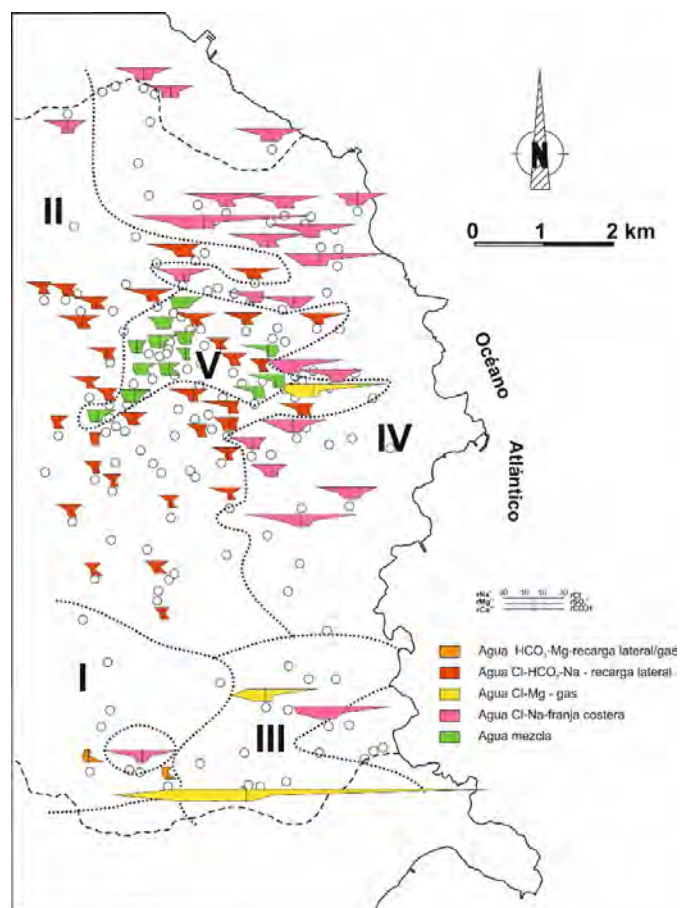 N
0 1 2 km
II
Océano
Atlántico
V
IV
I
III
Agua HCO₃-Mg-recarga lateral/gas
Agua Cl-HCO₃-Na - recarga lateral
Agua Cl-Mg - gas
Agua Cl-Na-franja costera
Agua mezcla